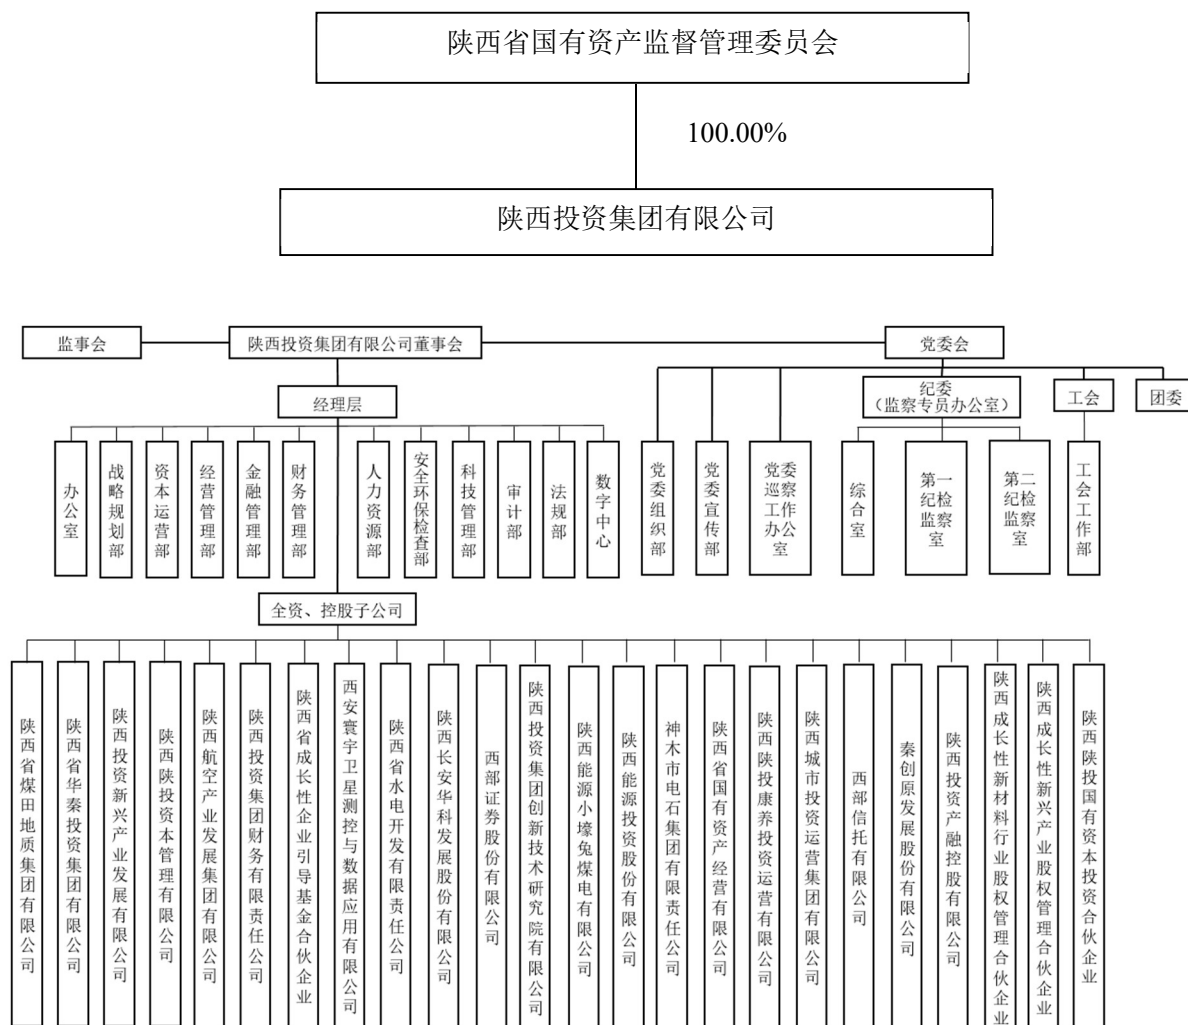 陕西省国有资产监督管理委员会
100.00%
陕西投资集团有限公司
监事会
陕西投资集团有限公司董事会
党委会
经理层
纪委
（监察专员办公室）
工会
团委
办公室
战略规划部
资本运营部
经营管理部
金融管理部
财务管理部
人力资源部
安全环保检查部
科技管理部
审计部
法规部
数字中心
党委组织部
党委宣传部
党委巡察工作办公室
综合室
第一纪检监察室
第二纪检监察室
工会工作部
全资、控股子公司
陕西省煤田地质集团有限公司
陕西省华秦投资集团有限公司
陕西投资新兴产业发展有限公司
陕西陕投资本管理有限公司
陕西航空产业发展集团有限公司
陕西投资集团财务有限责任公司
陕西省成长性企业引导基金合伙企业
西安寰宇卫星测控与数据应用有限公司
陕西省水电开发有限责任公司
陕西长安华科发展股份有限公司
西部证券股份有限公司
陕西投资集团创新技术研究院有限公司
陕西能源小壕兔煤电有限公司
陕西能源投资股份有限公司
神木市电石集团有限责任公司
陕西省国有资产经营有限公司
陕西陕投康养投资运营有限公司
陕西城市投资运营集团有限公司
西部信托有限公司
秦创原发展股份有限公司
陕西投资产融控股有限公司
陕西成长性新材料行业股权管理合伙企业
陕西成长性新兴产业股权管理合伙企业
陕西陕投国有资本投资合伙企业